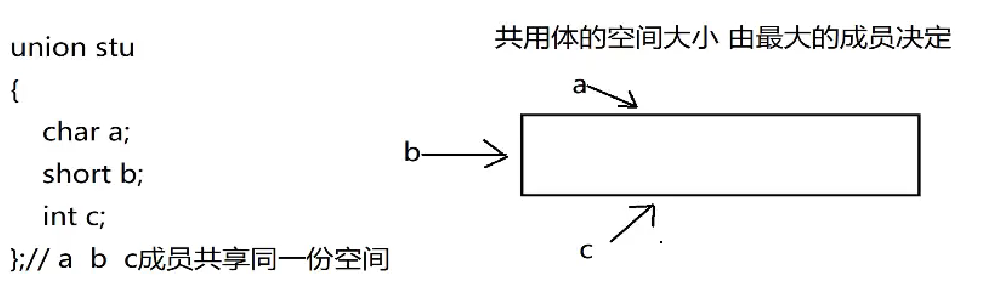 union stu
{
char a;
short b;
int c;
};// a b c成员共享同一份空间
共用体的空间大小 由最大的成员决定
a
b
c